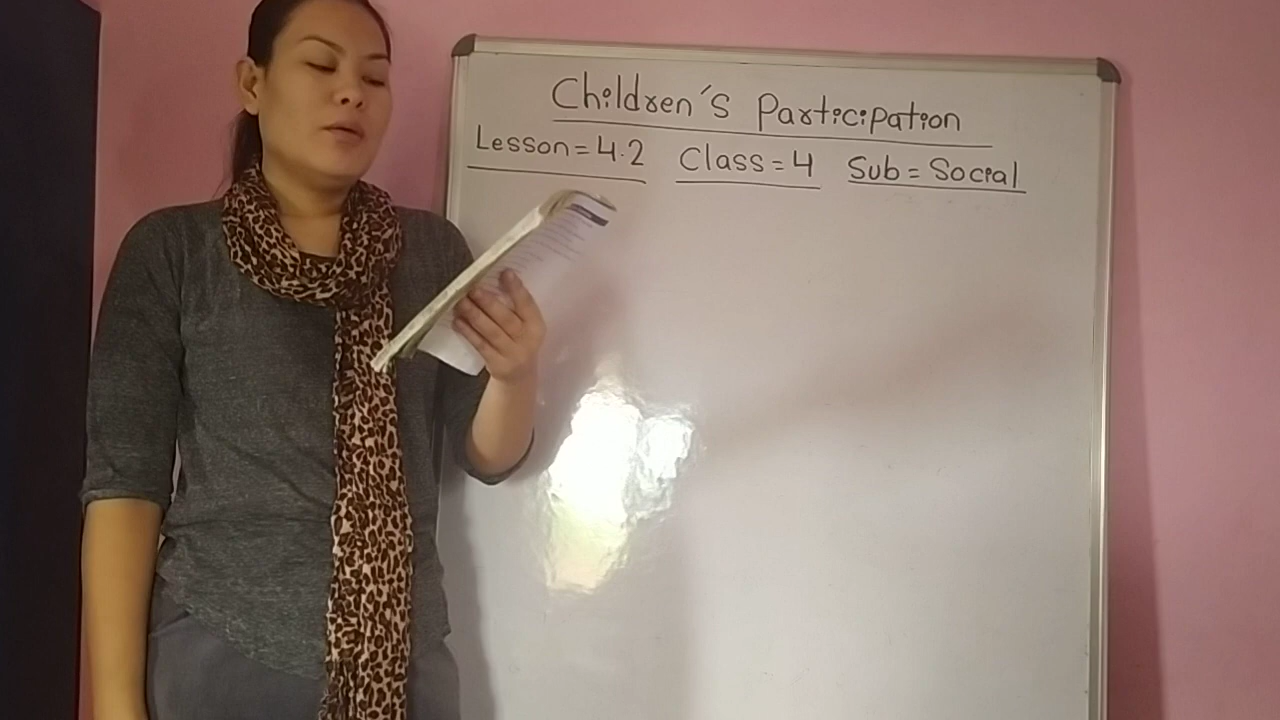 Children's Participation
Lesson = 4.2 Class = 4 Sub = Social